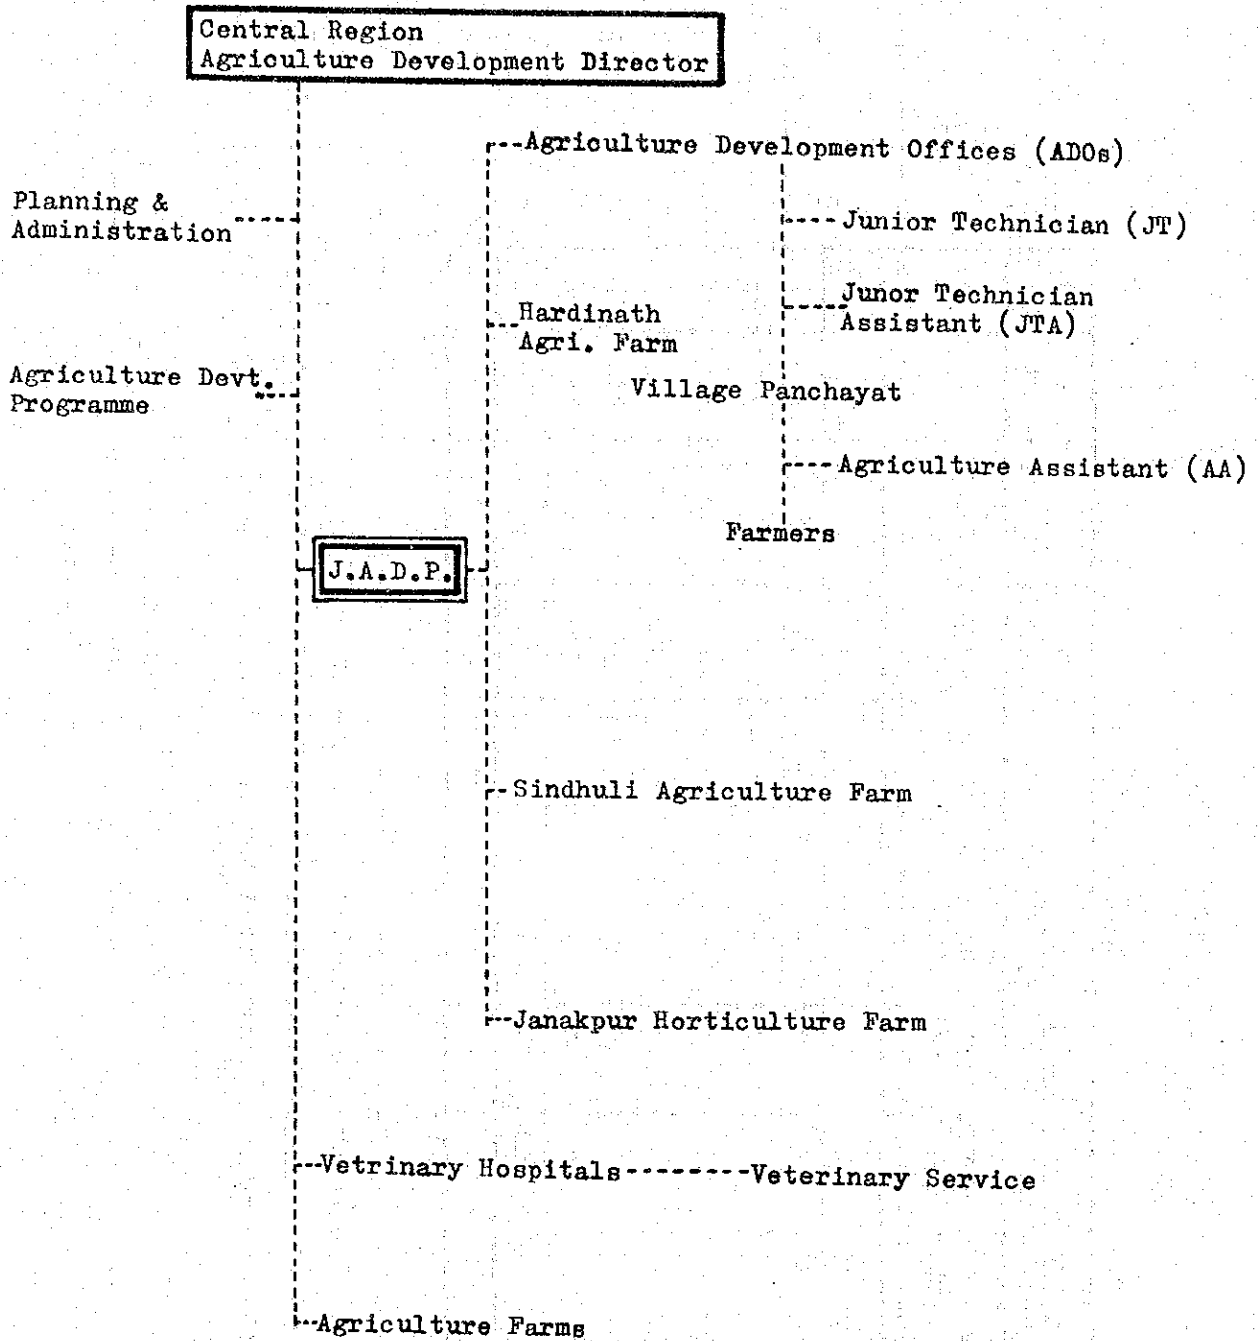 Central Region
Agriculture Development Director
Agriculture Development Offices (ADOs)
Planning &
Administration
Junior Technician (JT)
Junor Technician
Assistant (JTA)
Hardinath
Agri. Farm
Agriculture Devt.
Programme
Village Panchayat
Agriculture Assistant (AA)
Farmers
J.A.D.P.
Sindhuli Agriculture Farm
Janakpur Horticulture Farm
Vetrinary Hospitals
Veterinary Service
Agriculture Farms